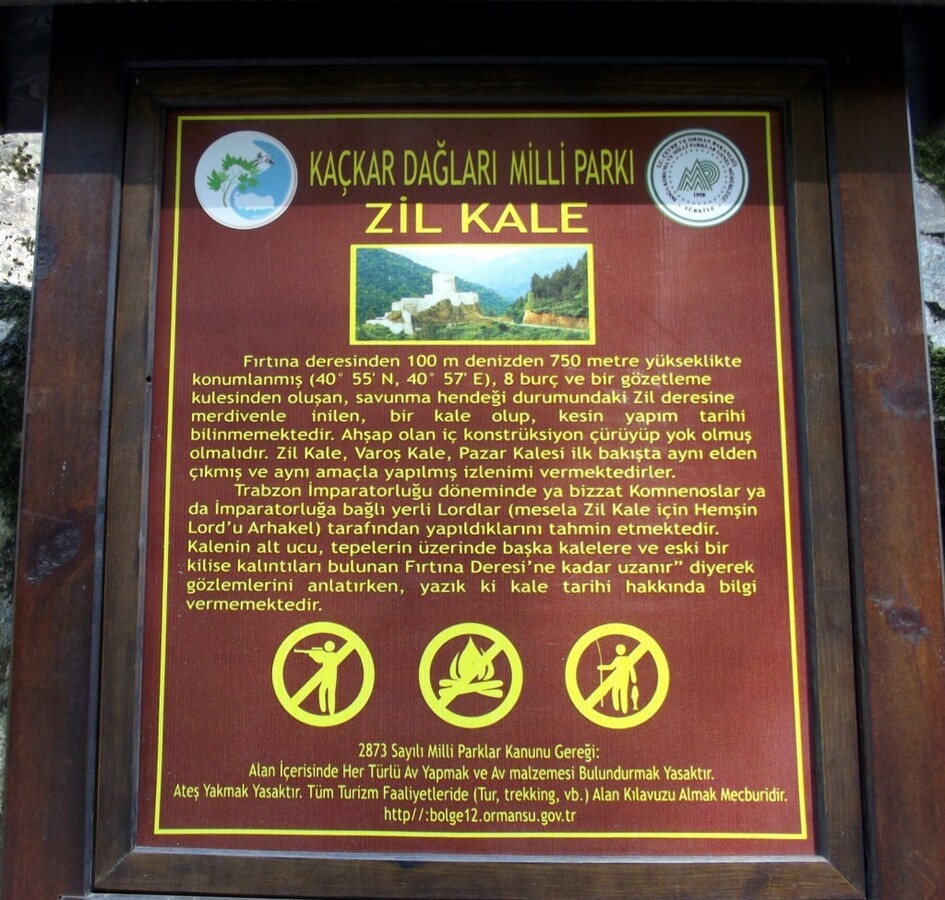 KAÇKAR DAĞLARI MİLLİ PARKI
ZİL KALE
Fırtına deresinden 100 m denizden 750 metre yükseklikte
konumlanmış (40° 55' N, 40° 57' E), 8 burç ve bir gözetleme
kulesinden oluşan, savunma hendeği durumundaki Zil deresine
merdivenle inilen, bir kale olup, kesin yapım tarihi
bilinmemektedir. Ahşap olan iç konstrüksiyon çürüyüp yok olmuş
olmalıdır. Zil Kale, Varoş Kale, Pazar Kalesi ilk bakışta aynı elden
çıkmış ve aynı amaçla yapılmış izlenimi vermektedirler.
Trabzon İmparatorluğu döneminde ya bizzat Komnenoslar ya
da İmparatorluğa bağlı yerli Lordlar (mesela Zil Kale için Hemşin
Lord'u Arhakel) tarafından yapıldıklarını tahmin etmektedir.
Kalenin alt ucu, tepelerin üzerinde başka kalelere ve eski bir
kilise kalıntıları bulunan Fırtına Deresi'ne kadar uzanır” diyerek
gözlemlerini anlatırken, yazık ki kale tarihi hakkında bilgi
vermemektedir.
2873 Sayılı Milli Parklar Kanunu Gereği:
Alan İçerisinde Her Türlü Av Yapmak ve Av malzemesi Bulundurmak Yasaktır.
Ateş Yakmak Yasaktır. Tüm Turizm Faaliyetleride (Tur, trekking, vb.) Alan Kılavuzu Almak Mecburidir.
http//:bolge12.ormansu.gov.tr